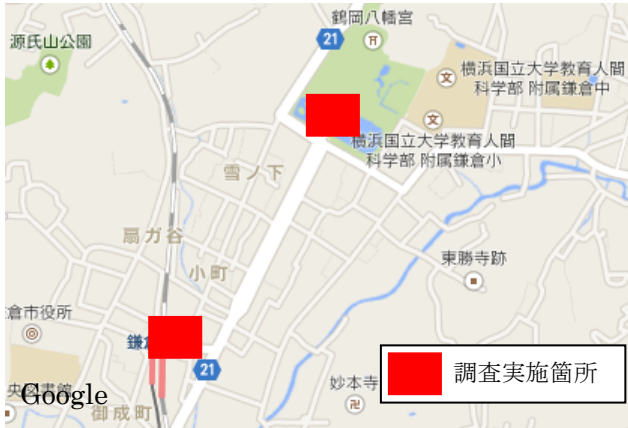 鶴岡八幡宮
源氏山公園
21
横浜国立大学教育人間
科学部 附属鎌倉中
横浜国立大学教育人間
科学部 附属鎌倉小
雪ノ下
扇ガ谷
東勝寺跡
小町
倉市役所
鎌倉
21
調査実施箇所
妙本寺
央図書館
Google
御成町